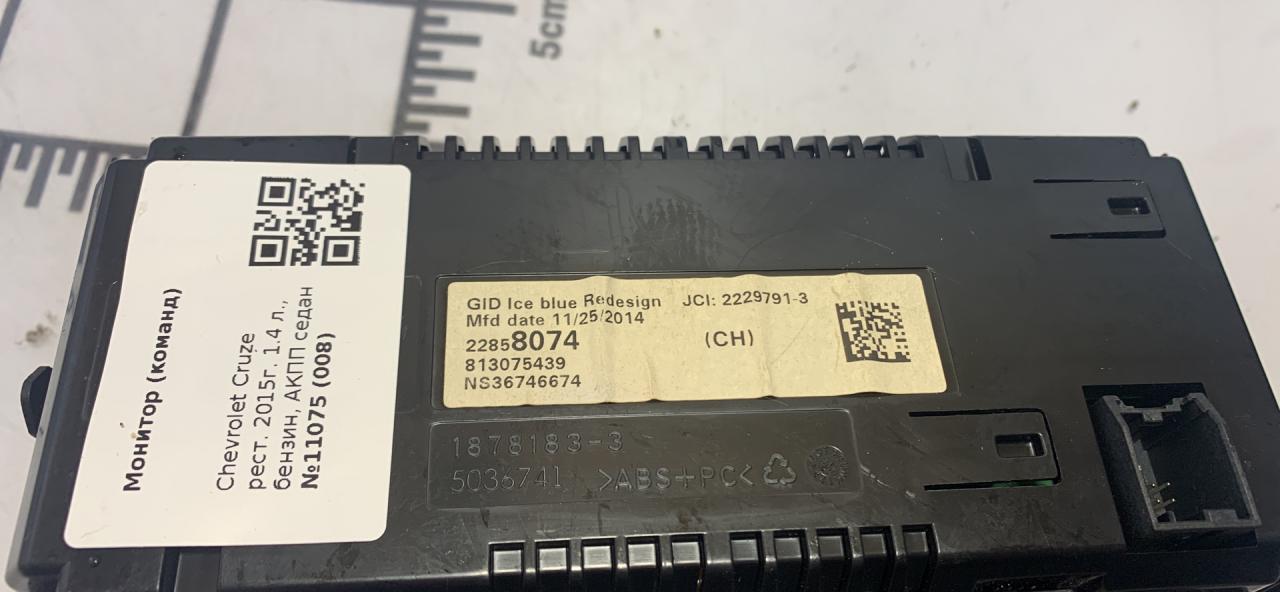 5cm
Монитор (команд)
Chevrolet Cruze
рест. 2015г. 1.4 л.,
бензин, АКПП седан
№11075 (008)
GID Ice blue Redesign JCI: 2229791-3
Mfd date 11/25/2014
22858074 (CH)
813075439
NS36746674
1878183-3
5036741 >ABS+PC<